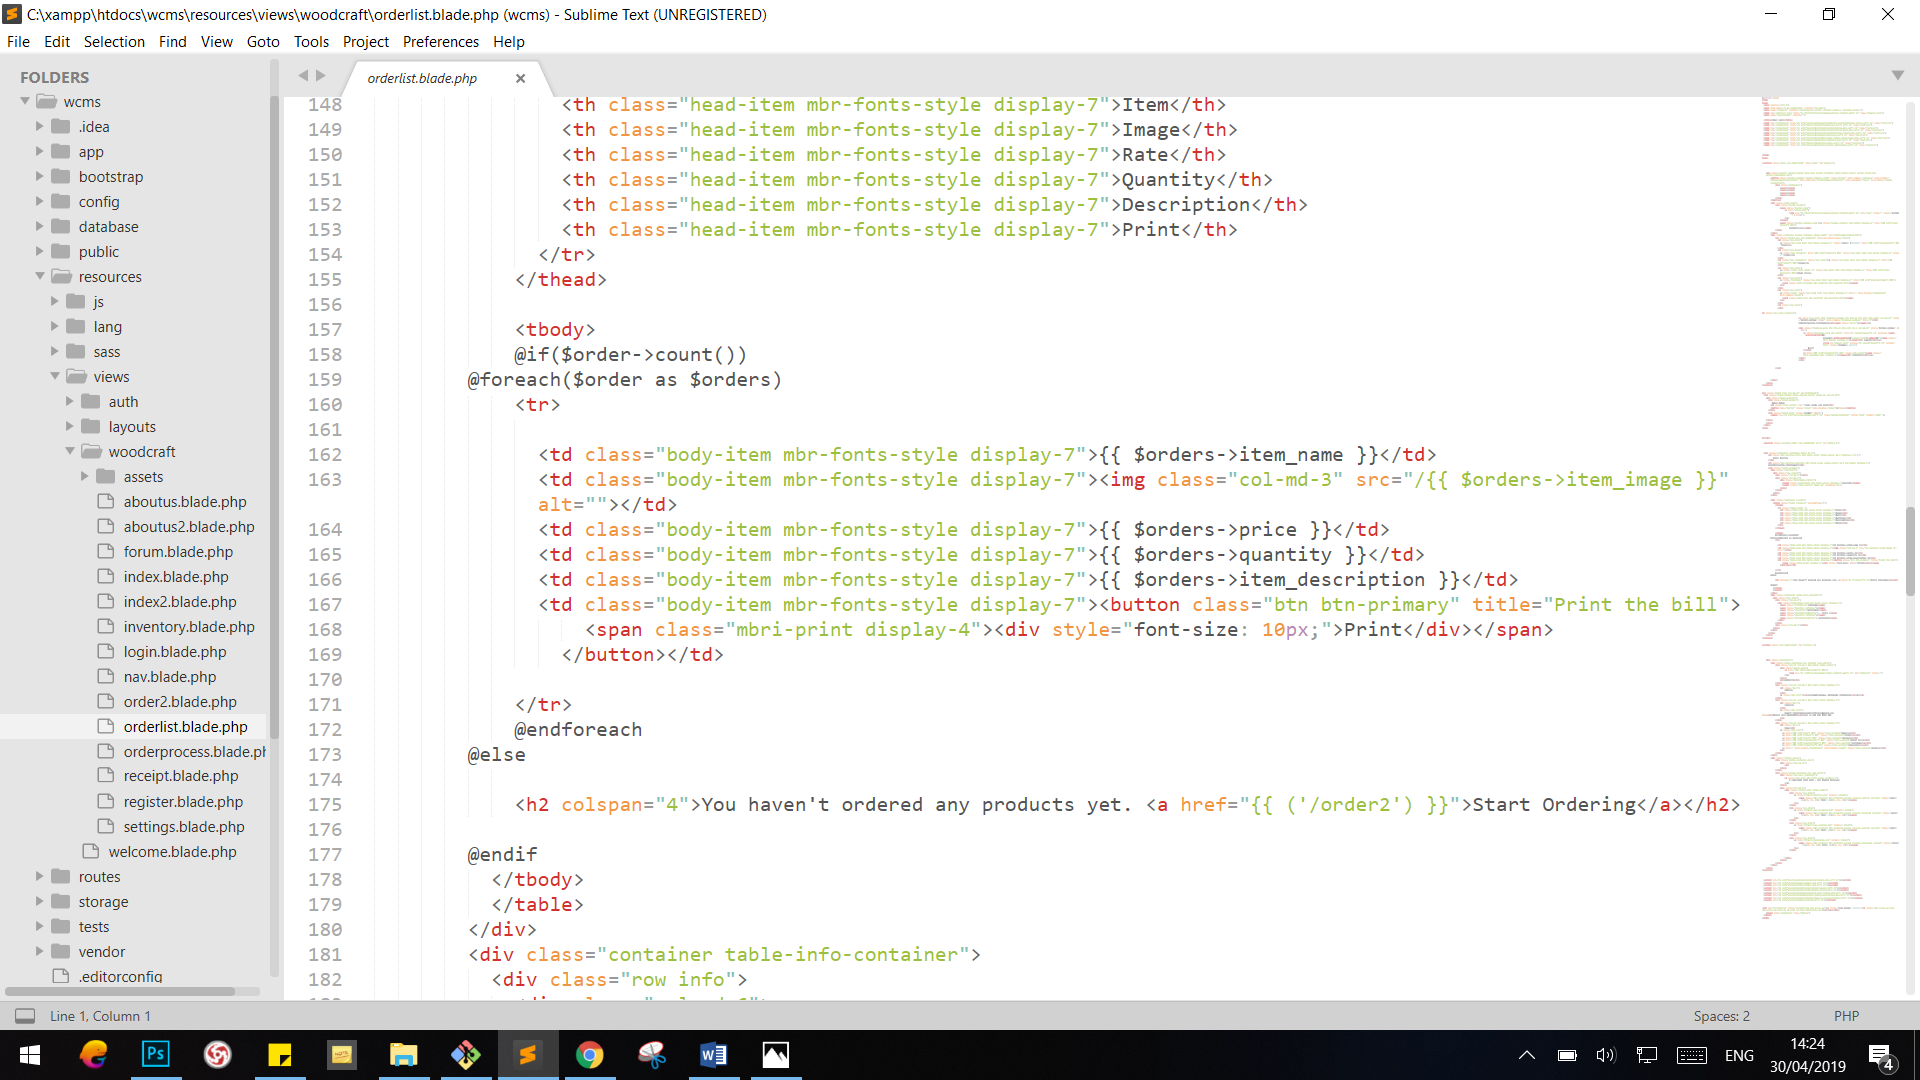 C:\xampp\htdocs\wcms\resources\views\woodcraft\orderlist.blade.php (wcms) - Sublime Text (UNREGISTERED)
File Edit Selection Find View Goto Tools Project Preferences Help
FOLDERS
wcms
.idea
app
bootstrap
config
database
public
resources
js
lang
sass
views
auth
layouts
woodcraft
assets
aboutus.blade.php
aboutus2.blade.php
forum.blade.php
index.blade.php
index2.blade.php
inventory.blade.php
login.blade.php
nav.blade.php
order2.blade.php
orderlist.blade.php
orderprocess.blade.ph
receipt.blade.php
register.blade.php
settings.blade.php
welcome.blade.php
routes
storage
tests
vendor
.editorconfig
orderlist.blade.php
148 <th class="head-item mbr-fonts-style display-7">Item</th>
149 <th class="head-item mbr-fonts-style display-7">Image</th>
150 <th class="head-item mbr-fonts-style display-7">Rate</th>
151 <th class="head-item mbr-fonts-style display-7">Quantity</th>
152 <th class="head-item mbr-fonts-style display-7">Description</th>
153 <th class="head-item mbr-fonts-style display-7">Print</th>
154 </tr>
155 </thead>
156
157 <tbody>
158 @if($order->count())
159 @foreach($order as $orders)
160 <tr>
161
162 <td class="body-item mbr-fonts-style display-7">{{ $orders->item_name }}</td>
163 <td class="body-item mbr-fonts-style display-7"><img class="col-md-3" src="/{{ $orders->item_image }}"
alt=""></td>
164 <td class="body-item mbr-fonts-style display-7">{{ $orders->price }}</td>
165 <td class="body-item mbr-fonts-style display-7">{{ $orders->quantity }}</td>
166 <td class="body-item mbr-fonts-style display-7">{{ $orders->item_description }}</td>
167 <td class="body-item mbr-fonts-style display-7"><button class="btn btn-primary" title="Print the bill">
168 <span class="mbri-print display-4"><div style="font-size: 10px;">Print</div></span>
169 </button></td>
170
171 </tr>
172 @endforeach
173 @else
174
175 <h2 colspan="4">You haven't ordered any products yet. <a href="{{ ('/order2') }}">Start Ordering</a></h2>
176
177 @endif
178 </tbody>
179 </table>
180 </div>
181 <div class="container table-info-container">
182 <div class="row info">
Line 1, Column 1
Spaces: 2
PHP
Ps
ENG
14:24
30/04/2019
4